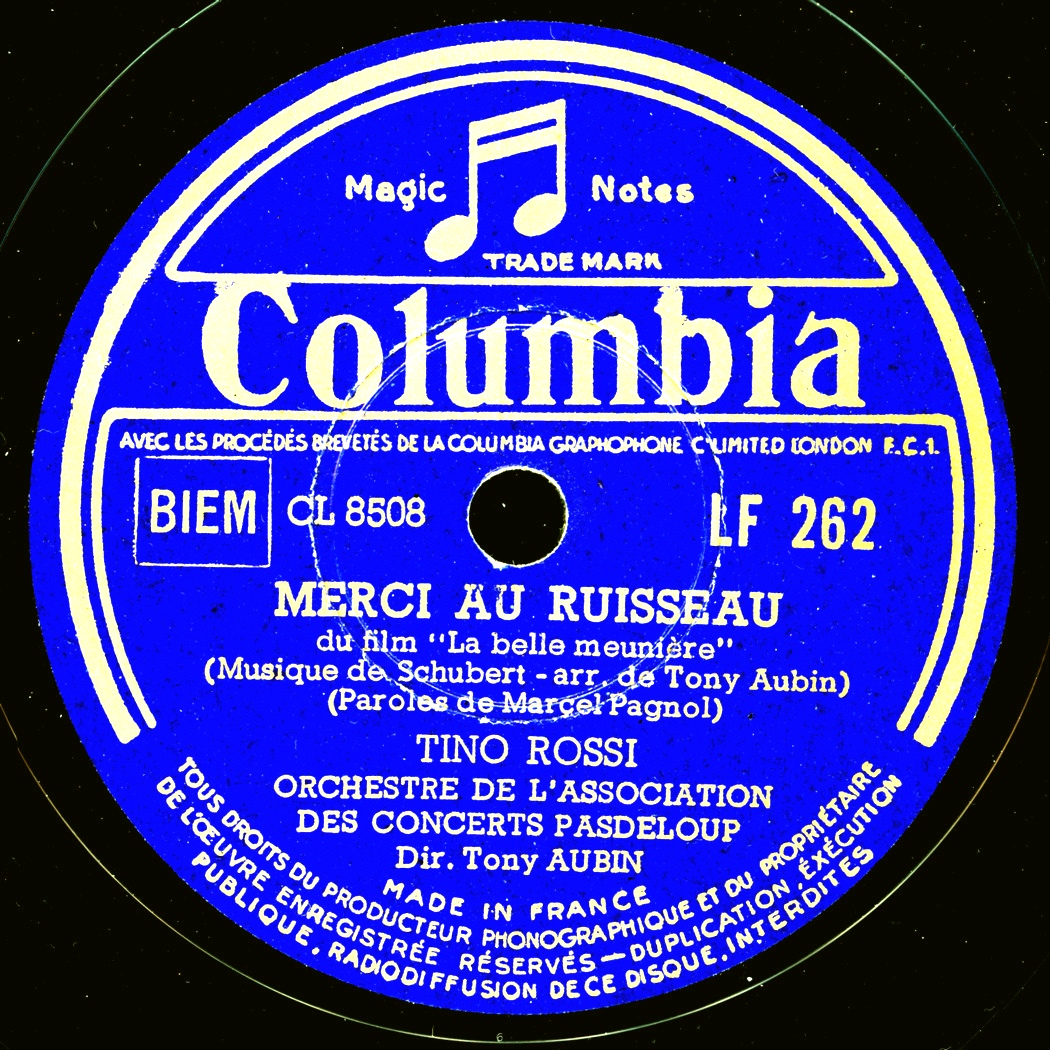 Magic Notes
TRADE MARK
Columbia
AVEC LES PROCÉDÉS BREVETÉS DE LA COLUMBIA GRAPHOPHONE Cº LIMITED LONDON E.C.1.
BIEM CL 8508 LF 262
MERCI AU RUISSEAU
du film "La belle meunière"
(Musique de Schubert - arr. de Tony Aubin)
(Paroles de Marcel Pagnol)
TINO ROSSI
ORCHESTRE DE L'ASSOCIATION
DES CONCERTS PASDELOUP
Dir. Tony AUBIN
MADE IN FRANCE
TOUS DROITS DU PRODUCTEUR PHONOGRAPHIQUE ET DU PROPRIÉTAIRE
DE L'ŒUVRE ENREGISTRÉE RÉSERVÉS — DUPLICATION, ÉXÉCUTION
PUBLIQUE, RADIODIFFUSION DE CE DISQUE, INTERDITES
6